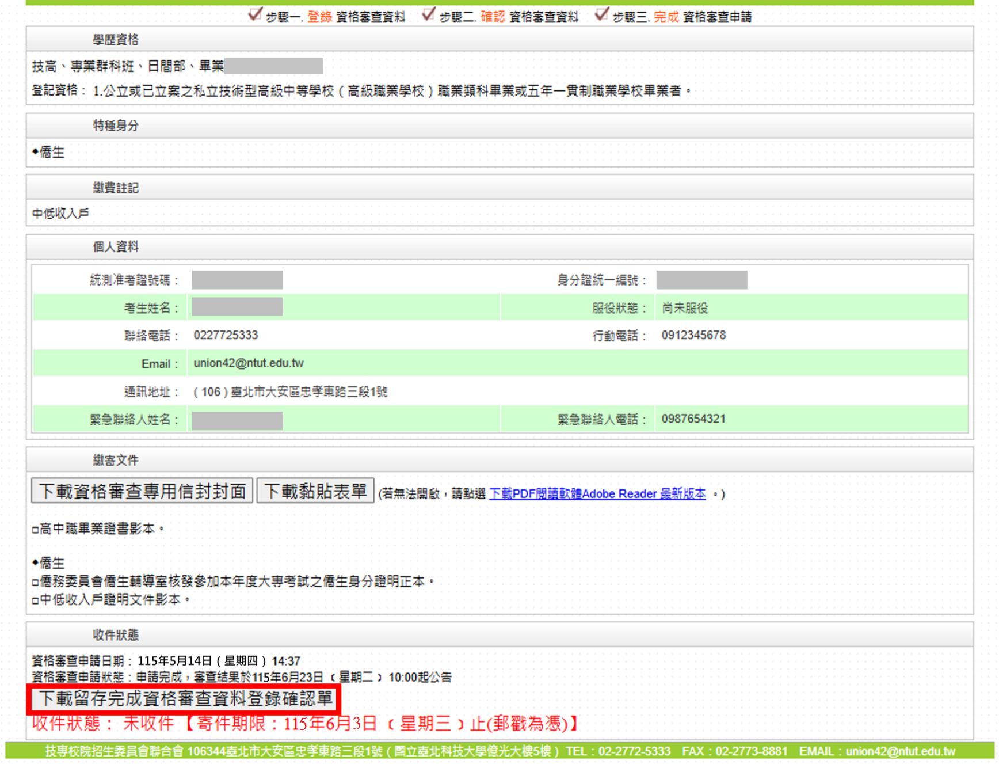 步驟一. 登錄 資格審查資料 步驟二. 確認 資格審查資料 步驟三. 完成 資格審查申請
學歷資格
技高、專業群科班、日間部、畢業
登記資格： 1.公立或已立案之私立技術型高級中等學校（高級職業學校）職業類科畢業或五年一貫制職業學校畢業者。
特種身分
◆僑生
繳費註記
中低收入戶
個人資料
統測准考證號碼： 身分證統一編號：
考生姓名： 服役狀態： 尚未服役
聯絡電話： 0227725333 行動電話： 0912345678
Email： union42@ntut.edu.tw
通訊地址： （106）臺北市大安區忠孝東路三段1號
緊急聯絡人姓名： 緊急聯絡人電話： 0987654321
繳寄文件
下載資格審查專用信封封面 下載黏貼表單 (若無法開啟，請點選 下載PDF閱讀軟體Adobe Reader 最新版本 。)
□高中職畢業證書影本。
◆僑生
□僑務委員會僑生輔導室核發參加本年度大專考試之僑生身分證明正本。
□中低收入戶證明文件影本。
收件狀態
資格審查申請日期： 115年5月14日（星期四）14:37
資格審查申請狀態：申請完成，審查結果於115年6月23日（星期二）10:00起公告
下載留存完成資格審查資料登錄確認單
收件狀態： 未收件【寄件期限：115年6月3日（星期三）止(郵戳為憑)】
技專校院招生委員會聯合會 106344臺北市大安區忠孝東路三段1號（國立臺北科技大學億光大樓5樓） TEL：02-2772-5333 FAX：02-2773-8881 EMAIL：union42@ntut.edu.tw